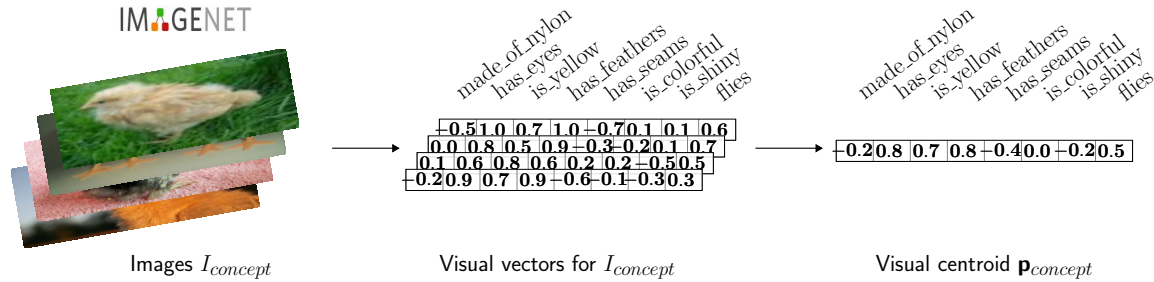 IMAGENET
made_of_nylon
has_eyes
is_yellow
has_feathers
has_seams
is_colorful
is_shiny
flies
made_of_nylon
has_eyes
is_yellow
has_feathers
has_seams
is_colorful
is_shiny
flies
−0.5 1.0 0.7 1.0 −0.7 0.1 0.1 0.6
0.0 0.8 0.5 0.9 −0.3 −0.2 0.1 0.7
0.1 0.6 0.8 0.6 0.2 0.2 −0.5 0.5
−0.2 0.9 0.7 0.9 −0.6 −0.1 −0.3 0.3
−0.2 0.8 0.7 0.8 −0.4 0.0 −0.2 0.5
Images I_concept
Visual vectors for I_concept
Visual centroid p_concept